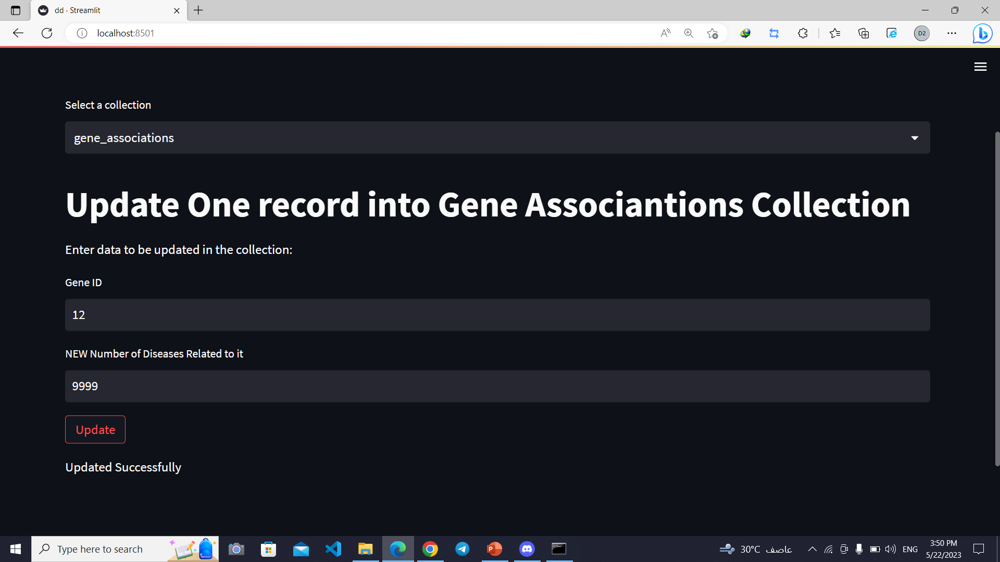 dd · Streamlit
localhost:8501
D2
Select a collection
gene_associations
Update One record into Gene Associantions Collection
Enter data to be updated in the collection:
Gene ID
12
NEW Number of Diseases Related to it
9999
Update
Updated Successfully
Type here to search
30°C عاصف
ENG
3:50 PM
5/22/2023